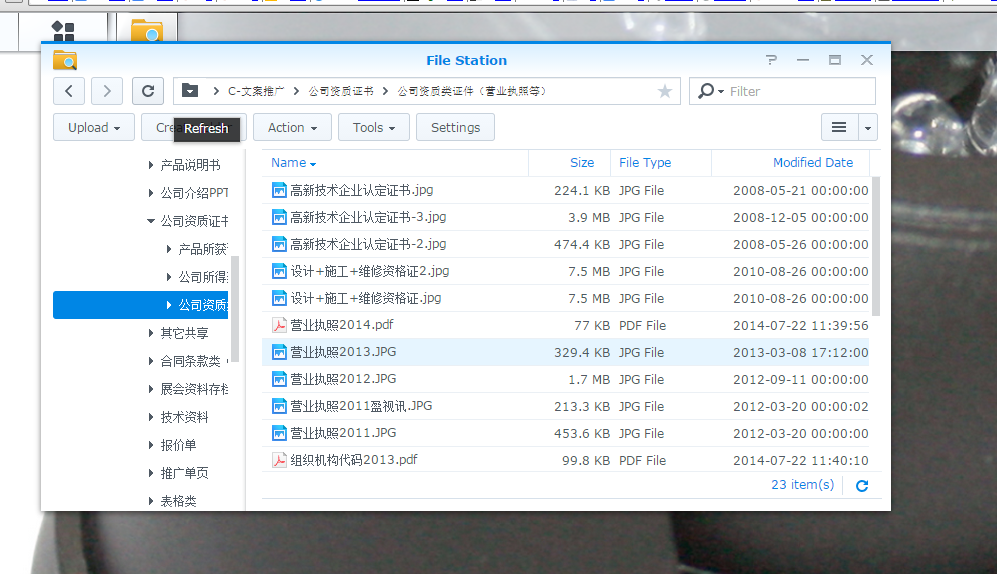 File Station
C-文案推广 公司资质证书 公司资质类证件（营业执照等）
Filter
Upload
Action
Tools
Settings
Refresh
产品说明书
公司介绍PPT
公司资质证书
产品所获
公司所得
公司资质
其它共享
合同条款类
展会资料存档
技术资料
报价单
推广单页
表格类
Name Size File Type Modified Date
高新技术企业认定证书.jpg 224.1 KB JPG File 2008-05-21 00:00:00
高新技术企业认定证书-3.jpg 3.9 MB JPG File 2008-12-05 00:00:00
高新技术企业认定证书-2.jpg 474.4 KB JPG File 2008-05-26 00:00:00
设计+施工+维修资格证2.jpg 7.5 MB JPG File 2010-08-26 00:00:00
设计+施工+维修资格证.jpg 7.5 MB JPG File 2010-08-26 00:00:00
营业执照2014.pdf 77 KB PDF File 2014-07-22 11:39:56
营业执照2013.JPG 329.4 KB JPG File 2013-03-08 17:12:00
营业执照2012.JPG 1.7 MB JPG File 2012-09-11 00:00:00
营业执照2011盈视讯.JPG 213.3 KB JPG File 2012-03-20 00:00:02
营业执照2011.JPG 453.6 KB JPG File 2012-03-20 00:00:00
组织机构代码2013.pdf 99.8 KB PDF File 2014-07-22 11:40:10
23 item(s)